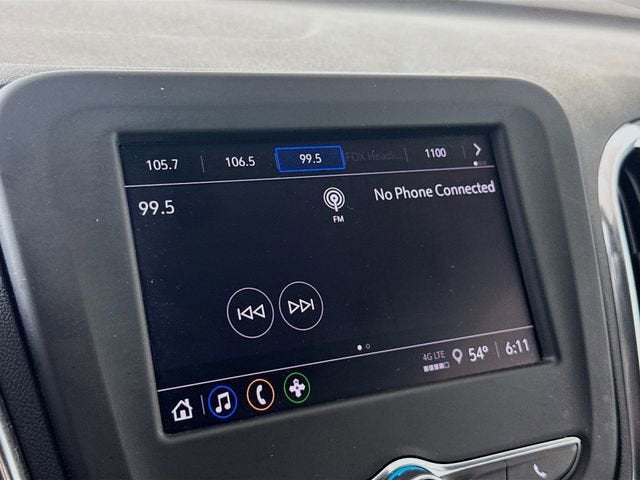 105.7 106.5 99.5 FOX Headli... 1100
99.5 No Phone Connected
FM
4G LTE 54° 6:11